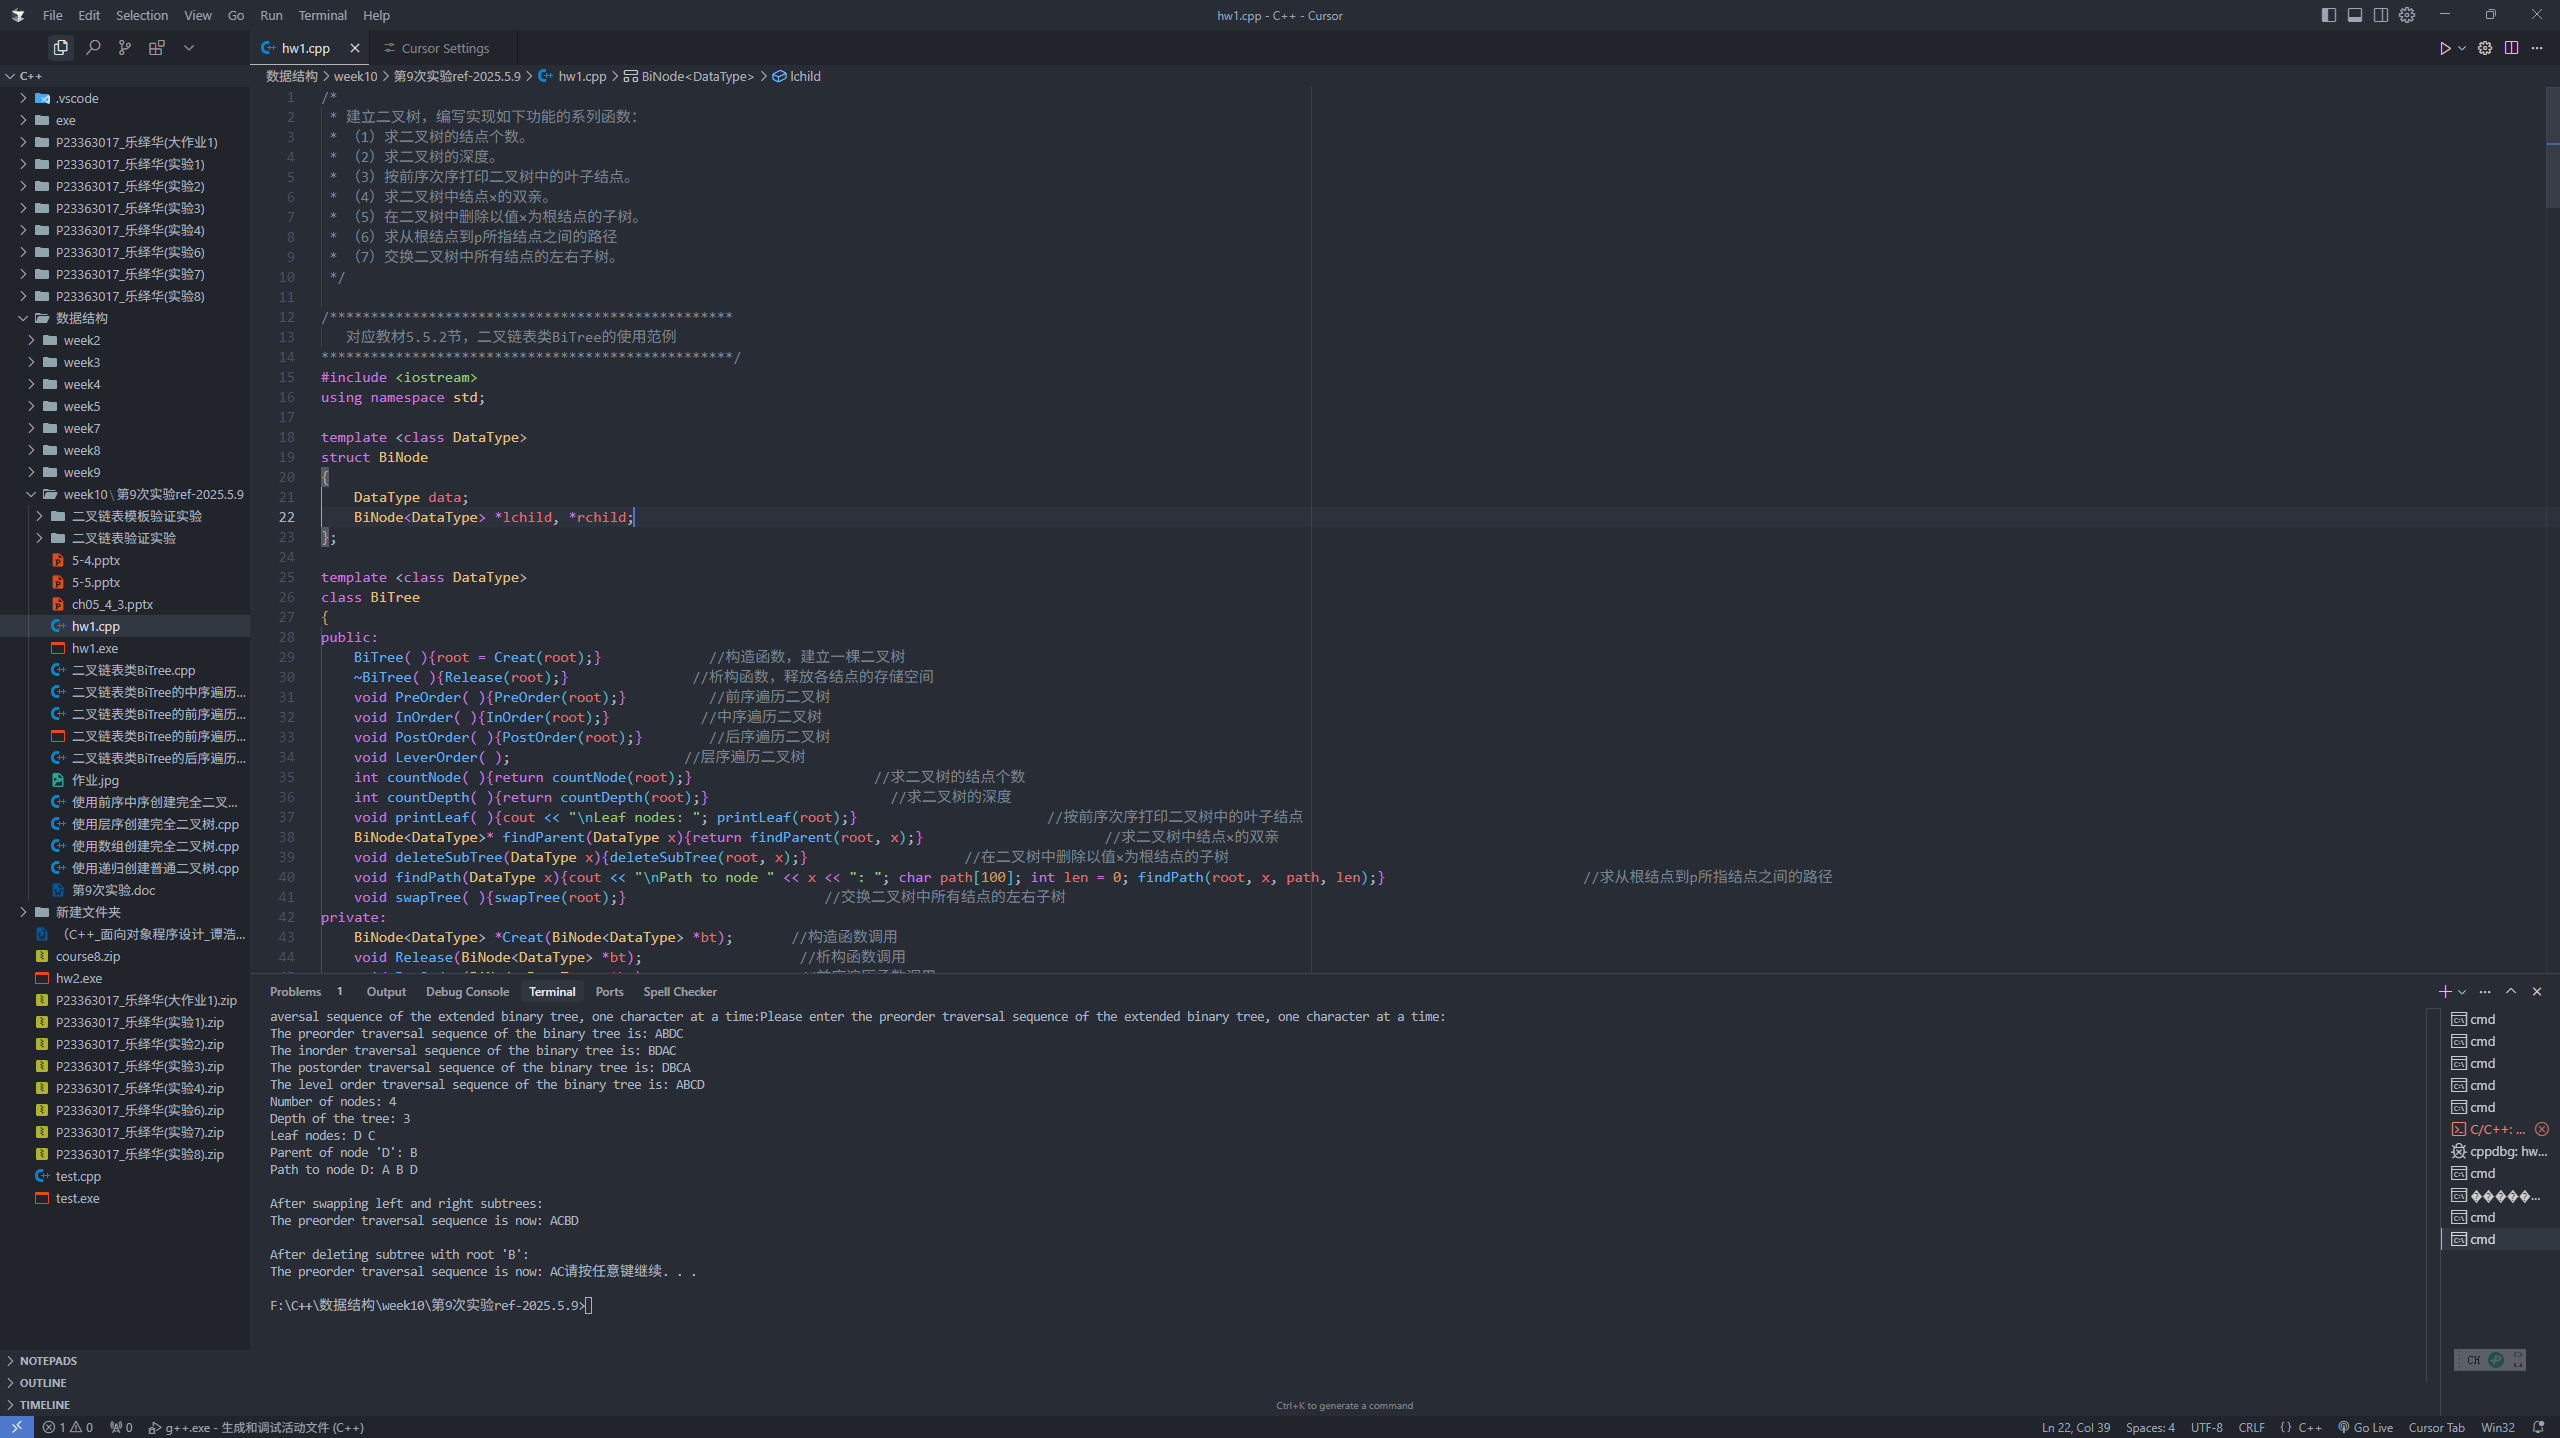 File Edit Selection View Go Run Terminal Help
hw1.cpp - C++ - Cursor
hw1.cpp
Cursor Settings
C++
数据结构 > week10 > 第9次实验ref-2025.5.9 > hw1.cpp > BiNode<DataType> > lchild
.vscode
exe
P23363017_乐绎华(大作业1)
P23363017_乐绎华(实验1)
P23363017_乐绎华(实验2)
P23363017_乐绎华(实验3)
P23363017_乐绎华(实验4)
P23363017_乐绎华(实验6)
P23363017_乐绎华(实验7)
P23363017_乐绎华(实验8)
数据结构
week2
week3
week4
week5
week7
week8
week9
week10\第9次实验ref-2025.5.9
二叉链表模板验证实验
二叉链表验证实验
5-4.pptx
5-5.pptx
ch05_4_3.pptx
hw1.cpp
hw1.exe
二叉链表类BiTree.cpp
二叉链表类BiTree的中序遍历...
二叉链表类BiTree的前序遍历...
二叉链表类BiTree的前序遍历...
二叉链表类BiTree的后序遍历...
作业.jpg
使用前序中序创建完全二叉...
使用层序创建完全二叉树.cpp
使用数组创建完全二叉树.cpp
使用递归创建普通二叉树.cpp
第9次实验.doc
新建文件夹
（C++_面向对象程序设计_谭浩...
course8.zip
hw2.exe
P23363017_乐绎华(大作业1).zip
P23363017_乐绎华(实验1).zip
P23363017_乐绎华(实验2).zip
P23363017_乐绎华(实验3).zip
P23363017_乐绎华(实验4).zip
P23363017_乐绎华(实验6).zip
P23363017_乐绎华(实验7).zip
P23363017_乐绎华(实验8).zip
test.cpp
test.exe
NOTEPADS
OUTLINE
TIMELINE
1 /*
2 * 建立二叉树，编写实现如下功能的系列函数：
3 * （1）求二叉树的结点个数。
4 * （2）求二叉树的深度。
5 * （3）按前序次序打印二叉树中的叶子结点。
6 * （4）求二叉树中结点x的双亲。
7 * （5）在二叉树中删除以值x为根结点的子树。
8 * （6）求从根结点到p所指结点之间的路径
9 * （7）交换二叉树中所有结点的左右子树。
10 */
11
12 /*************************************************
13 对应教材5.5.2节，二叉链表类BiTree的使用范例
14 **************************************************/
15 #include <iostream>
16 using namespace std;
17
18 template <class DataType>
19 struct BiNode
20 {
21 DataType data;
22 BiNode<DataType> *lchild, *rchild;
23 };
24
25 template <class DataType>
26 class BiTree
27 {
28 public:
29 BiTree( ){root = Creat(root);} //构造函数，建立一棵二叉树
30 ~BiTree( ){Release(root);} //析构函数，释放各结点的存储空间
31 void PreOrder( ){PreOrder(root);} //前序遍历二叉树
32 void InOrder( ){InOrder(root);} //中序遍历二叉树
33 void PostOrder( ){PostOrder(root);} //后序遍历二叉树
34 void LeverOrder( ); //层序遍历二叉树
35 int countNode( ){return countNode(root);} //求二叉树的结点个数
36 int countDepth( ){return countDepth(root);} //求二叉树的深度
37 void printLeaf( ){cout << "\nLeaf nodes: "; printLeaf(root);} //按前序次序打印二叉树中的叶子结点
38 BiNode<DataType>* findParent(DataType x){return findParent(root, x);} //求二叉树中结点x的双亲
39 void deleteSubTree(DataType x){deleteSubTree(root, x);} //在二叉树中删除以值x为根结点的子树
40 void findPath(DataType x){cout << "\nPath to node " << x << ": "; char path[100]; int len = 0; findPath(root, x, path, len);} //求从根结点到p所指结点之间的路径
41 void swapTree( ){swapTree(root);} //交换二叉树中所有结点的左右子树
42 private:
43 BiNode<DataType> *Creat(BiNode<DataType> *bt); //构造函数调用
44 void Release(BiNode<DataType> *bt); //析构函数调用
Problems 1 Output Debug Console Terminal Ports Spell Checker
aversal sequence of the extended binary tree, one character at a time:Please enter the preorder traversal sequence of the extended binary tree, one character at a time:
The preorder traversal sequence of the binary tree is: ABDC
The inorder traversal sequence of the binary tree is: BDAC
The postorder traversal sequence of the binary tree is: DBCA
The level order traversal sequence of the binary tree is: ABCD
Number of nodes: 4
Depth of the tree: 3
Leaf nodes: D C
Parent of node 'D': B
Path to node D: A B D
After swapping left and right subtrees:
The preorder traversal sequence is now: ACBD
After deleting subtree with root 'B':
The preorder traversal sequence is now: AC请按任意键继续. . .
F:\C++\数据结构\week10\第9次实验ref-2025.5.9>
cmd
cmd
cmd
cmd
cmd
C/C++: ...
cppdbg: hw...
cmd
�����...
cmd
cmd
CH
Ctrl+K to generate a command
1 0 0 g++.exe - 生成和调试活动文件 (C++)
Ln 22, Col 39 Spaces: 4 UTF-8 CRLF {} C++ Go Live Cursor Tab Win32